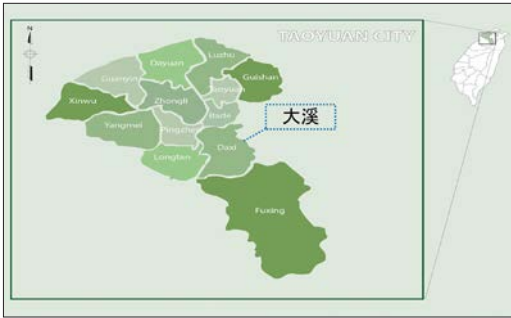 N
TAOYUAN CITY
Luzhu
Dayuan
Guanyin
Guishan
Taoyuan
Xinwu
Zhongli
Bade
Yangmei
Pingzhen
大溪
Daxi
Longtan
Fuxing